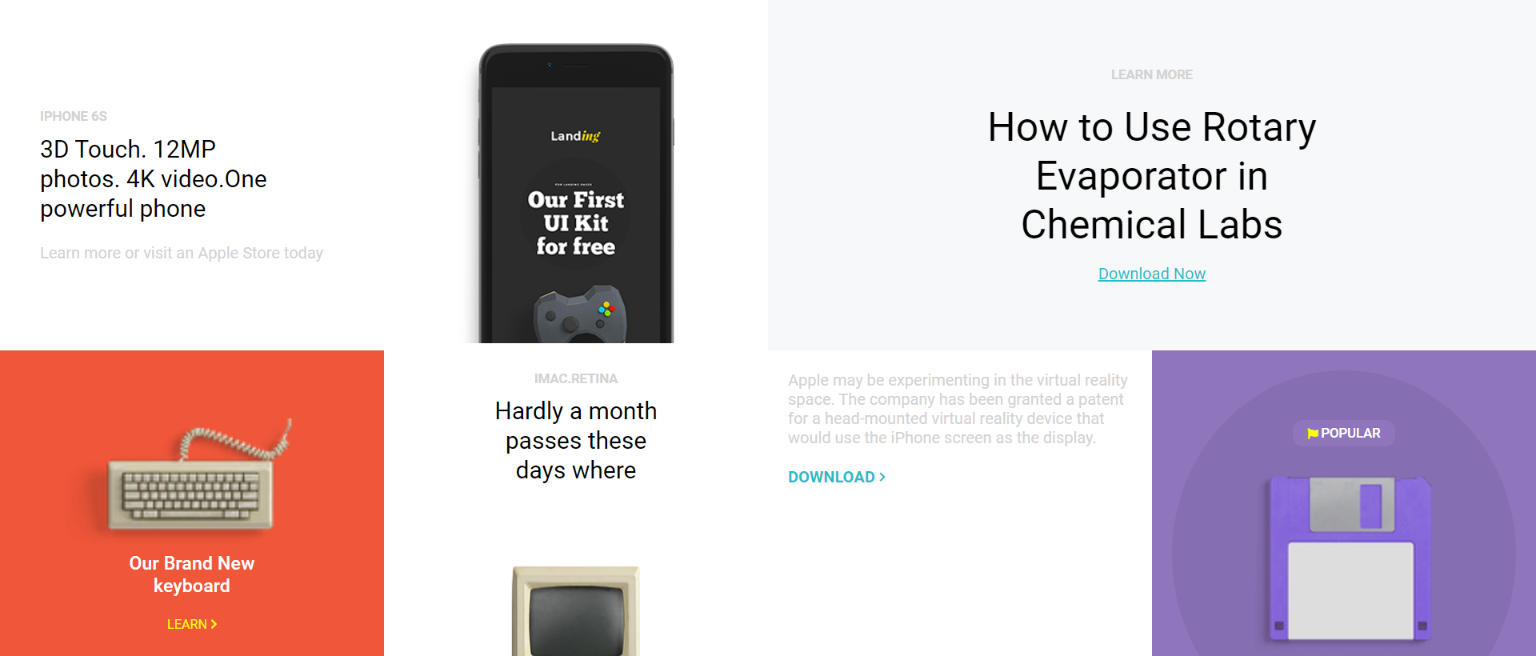 IPHONE 6S
3D Touch. 12MP
photos. 4K video.One
powerful phone
Learn more or visit an Apple Store today
Landing
FOR LANDING PAGES
Our First
UI Kit
for free
LEARN MORE
How to Use Rotary
Evaporator in
Chemical Labs
Download Now
Our Brand New
keyboard
LEARN >
IMAC.RETINA
Hardly a month
passes these
days where
Apple may be experimenting in the virtual reality
space. The company has been granted a patent
for a head-mounted virtual reality device that
would use the iPhone screen as the display.
DOWNLOAD >
POPULAR